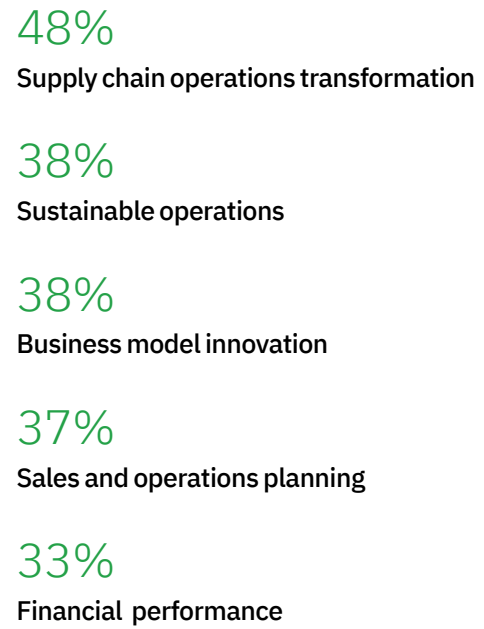 48%
Supply chain operations transformation
38%
Sustainable operations
38%
Business model innovation
37%
Sales and operations planning
33%
Financial performance